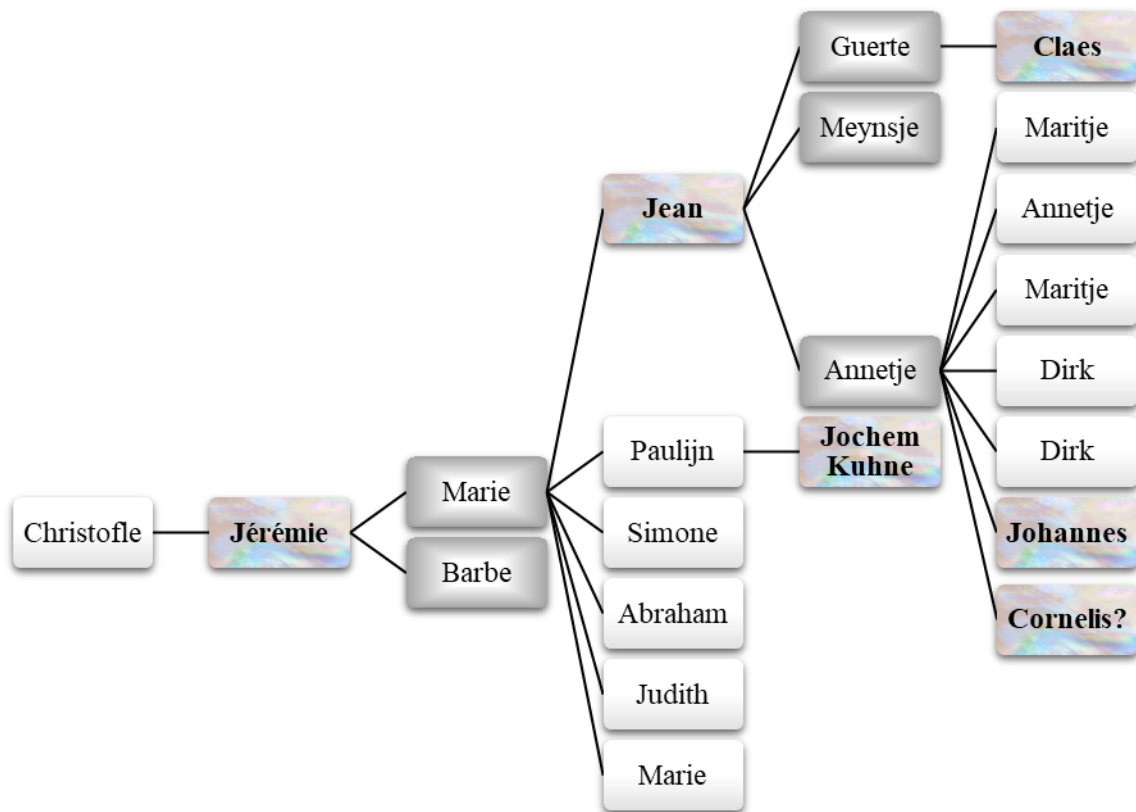 Guerte
Claes
Meynsje
Maritje
Jean
Annetje
Maritje
Annetje
Dirk
Paulijn
Jochem
Kuhne
Dirk
Marie
Christofle
Jérémie
Simone
Johannes
Barbe
Abraham
Cornelis?
Judith
Marie